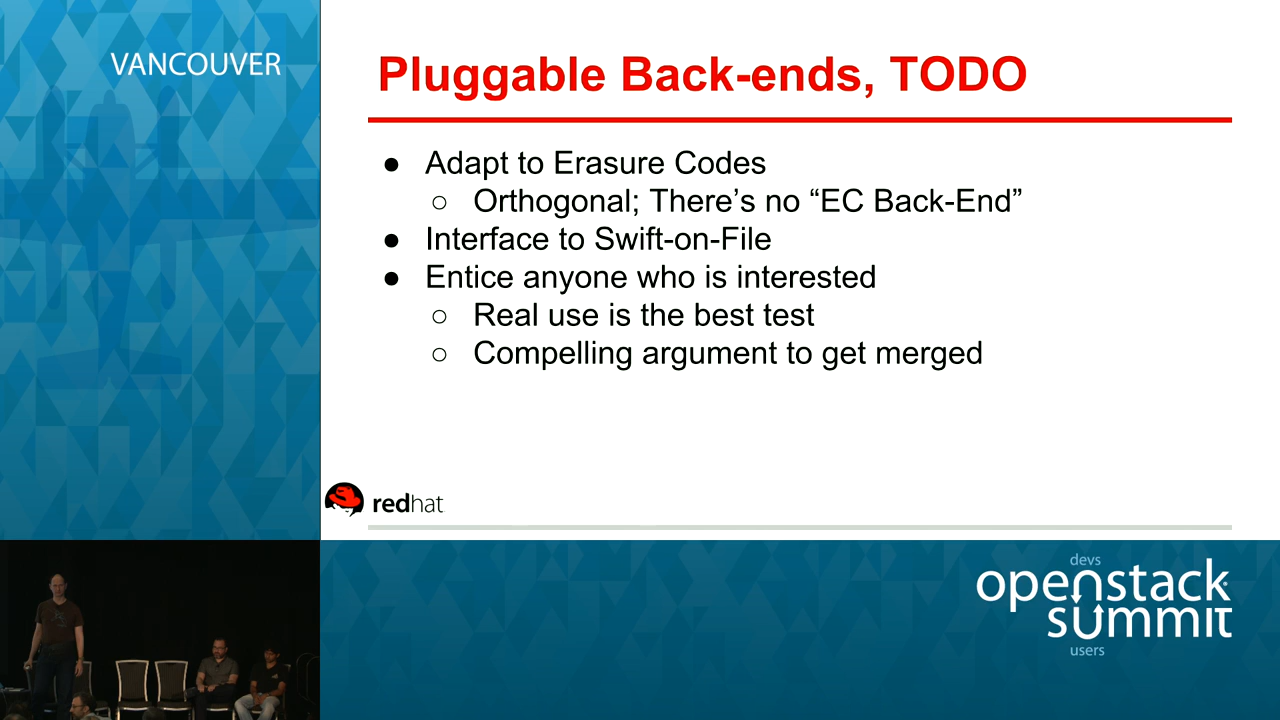 VANCOUVER
Pluggable Back-ends, TODO
● Adapt to Erasure Codes
○ Orthogonal; There’s no “EC Back-End”
● Interface to Swift-on-File
● Entice anyone who is interested
○ Real use is the best test
○ Compelling argument to get merged
redhat
devs
openstack
summit
users